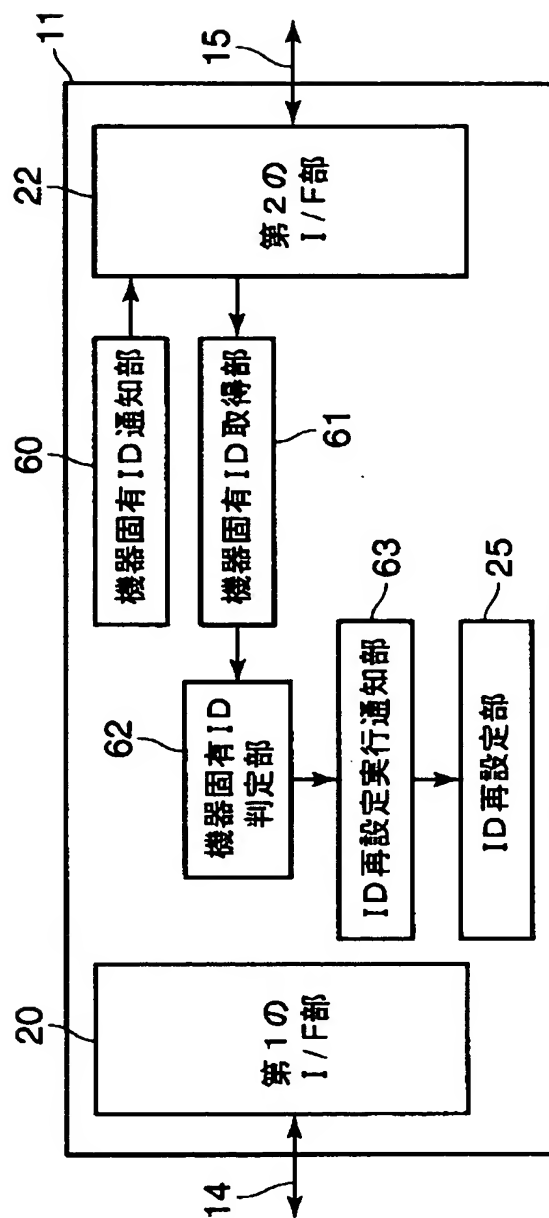 11
14
15
20
第1の
I/F部
22
第2の
I/F部
60
機器固有ID通知部
機器固有ID取得部
61
62
機器固有ID
判定部
63
ID再設定実行通知部
25
ID再設定部